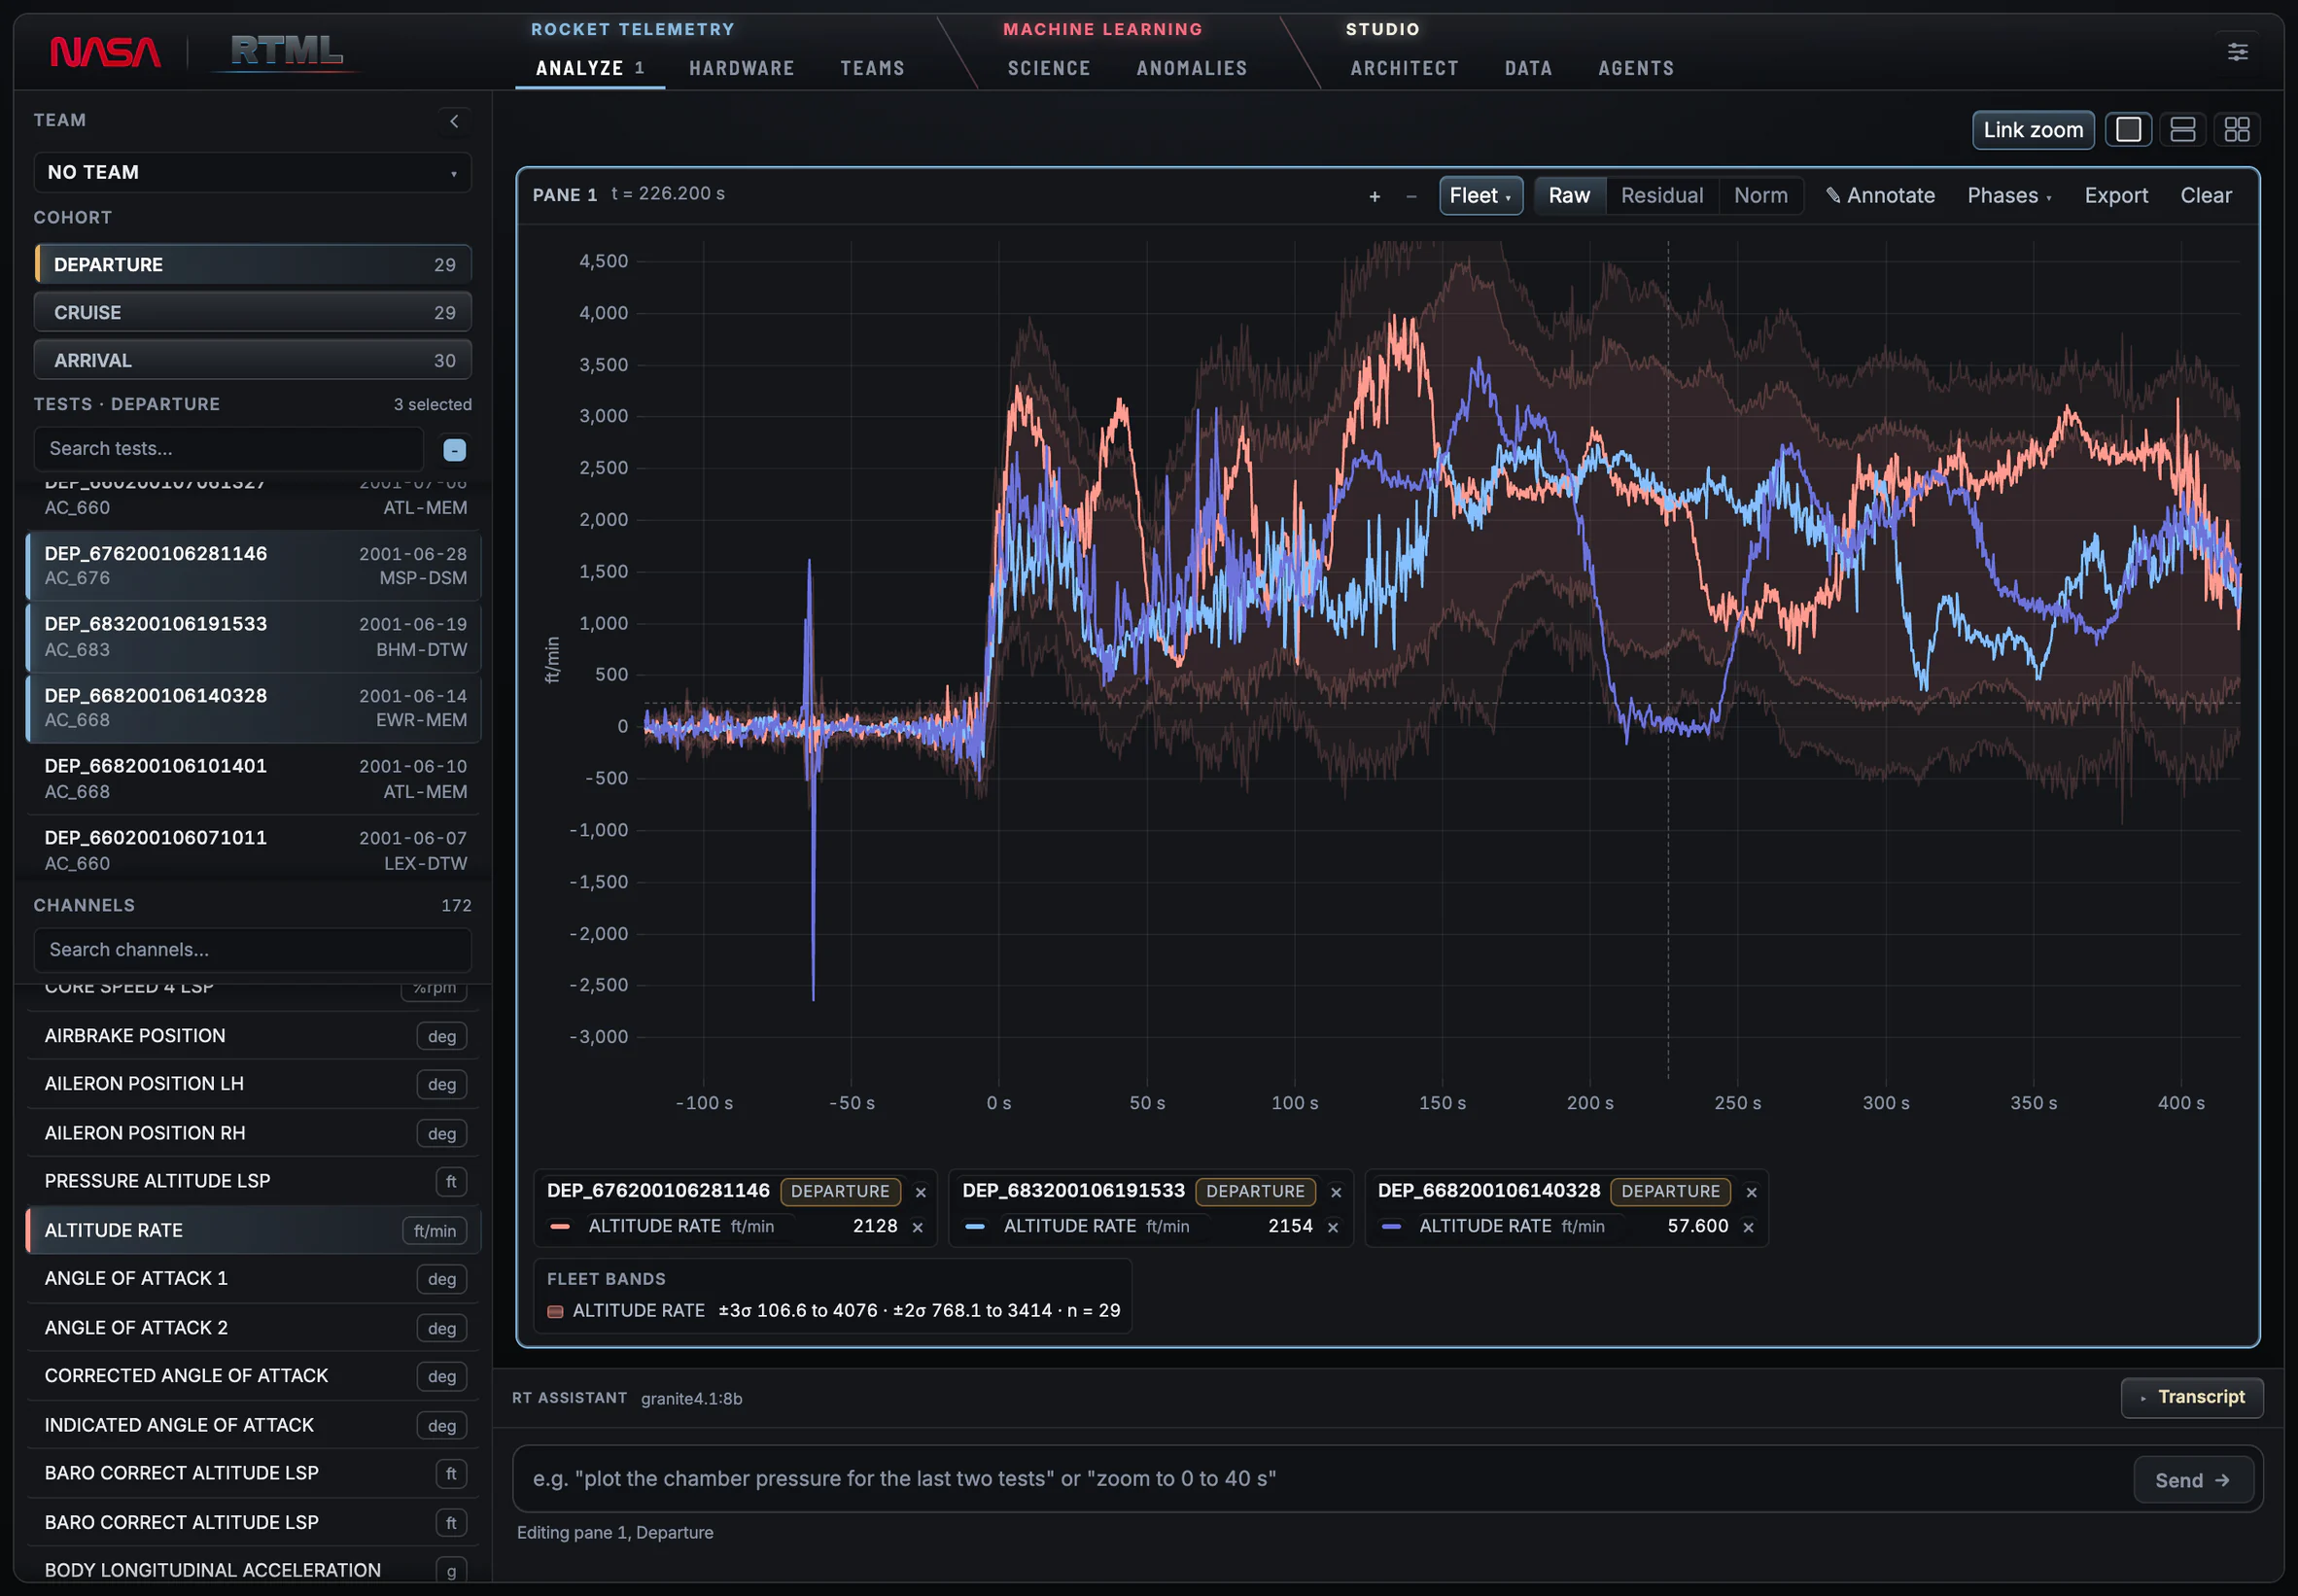 NASA
RTML
ROCKET TELEMETRY
ANALYZE 1
HARDWARE
TEAMS
MACHINE LEARNING
SCIENCE
ANOMALIES
STUDIO
ARCHITECT
DATA
AGENTS
TEAM
NO TEAM
COHORT
DEPARTURE 29
CRUISE 29
ARRIVAL 30
TESTS · DEPARTURE 3 selected
Search tests...
DEP_660200107061327 2001-07-06
AC_660 ATL-MEM
DEP_676200106281146 2001-06-28
AC_676 MSP-DSM
DEP_683200106191533 2001-06-19
AC_683 BHM-DTW
DEP_668200106140328 2001-06-14
AC_668 EWR-MEM
DEP_668200106101401 2001-06-10
AC_668 ATL-MEM
DEP_660200106071011 2001-06-07
AC_660 LEX-DTW
CHANNELS 172
Search channels...
CORE SPEED 4 LSP %rpm
AIRBRAKE POSITION deg
AILERON POSITION LH deg
AILERON POSITION RH deg
PRESSURE ALTITUDE LSP ft
ALTITUDE RATE ft/min
ANGLE OF ATTACK 1 deg
ANGLE OF ATTACK 2 deg
CORRECTED ANGLE OF ATTACK deg
INDICATED ANGLE OF ATTACK deg
BARO CORRECT ALTITUDE LSP ft
BARO CORRECT ALTITUDE LSP ft
BODY LONGITUDINAL ACCELERATION g
Link zoom
PANE 1 t = 226.200 s
+ − Fleet Raw Residual Norm Annotate Phases Export Clear
4,500
4,000
3,500
3,000
2,500
2,000
1,500
1,000
500
0
-500
-1,000
-1,500
-2,000
-2,500
-3,000
ft/min
-100 s -50 s 0 s 50 s 100 s 150 s 200 s 250 s 300 s 350 s 400 s
DEP_676200106281146 DEPARTURE ×
ALTITUDE RATE ft/min 2128 ×
DEP_683200106191533 DEPARTURE ×
ALTITUDE RATE ft/min 2154 ×
DEP_668200106140328 DEPARTURE ×
ALTITUDE RATE ft/min 57.600 ×
FLEET BANDS
ALTITUDE RATE ±3σ 106.6 to 4076 · ±2σ 768.1 to 3414 · n = 29
RT ASSISTANT granite4.1:8b
Transcript
e.g. "plot the chamber pressure for the last two tests" or "zoom to 0 to 40 s"
Send →
Editing pane 1, Departure